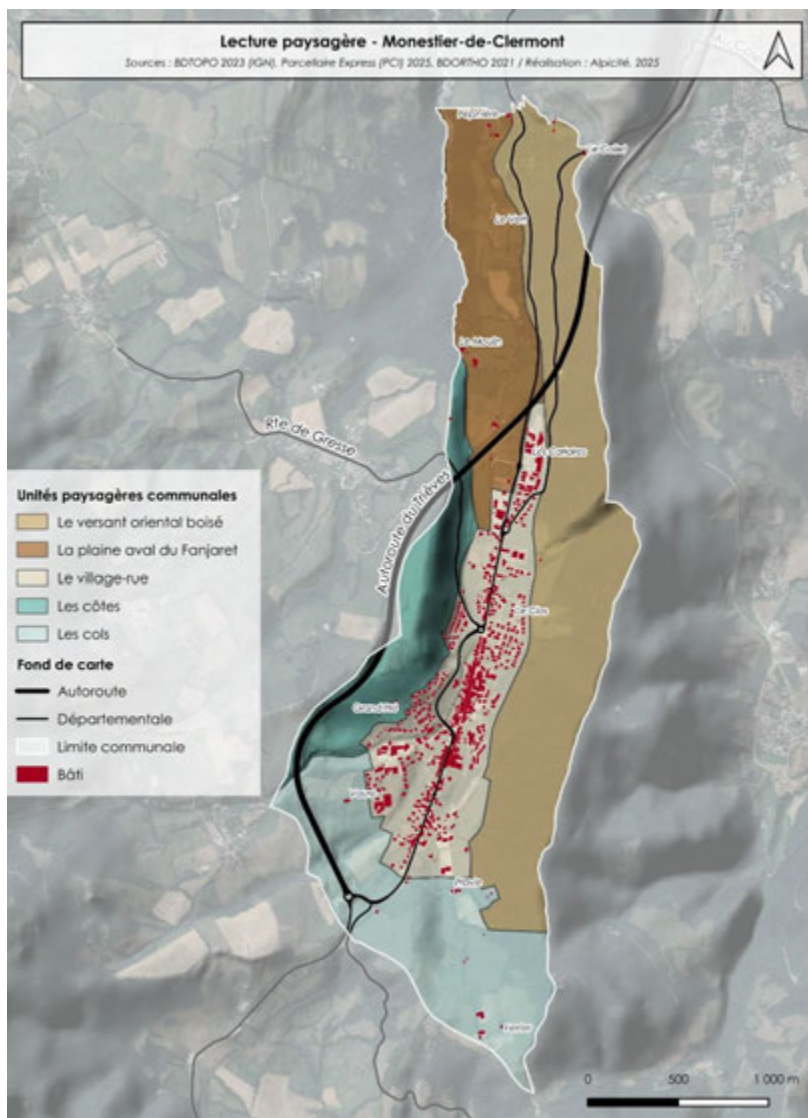 Lecture paysagère - Monestier-de-Clermont
Sources : BDTOPO 2023 (IGN), Parcellaire Express (PCI) 2025, BDORTHO 2021 / Réalisation : Alpicité, 2025
Le Moulin
Rte de Gresse
Autoroute du Trièves
Unités paysagères communales
Le versant oriental boisé
La plaine aval du Fanjaret
Le village-rue
Les côtes
Les cols
Fond de carte
Autoroute
Départementale
Limite communale
Bâti
0 500 1 000 m